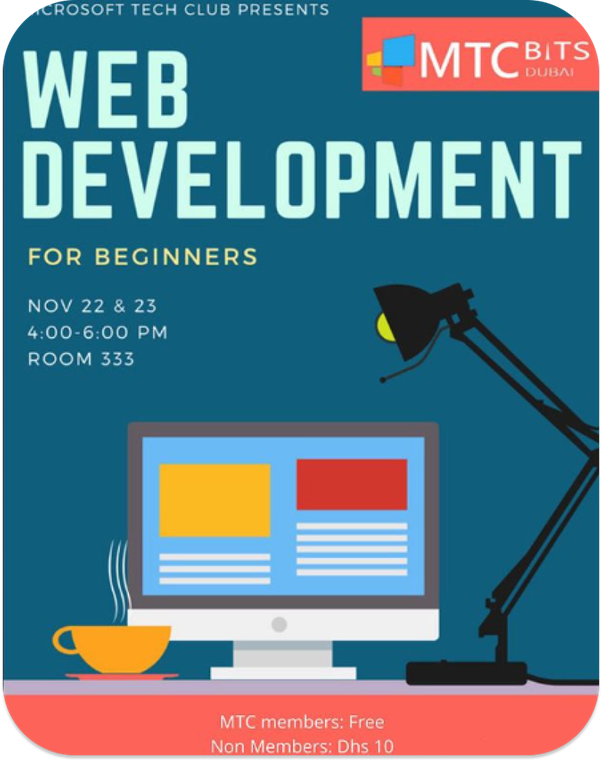 MICROSOFT TECH CLUB PRESENTS
MTC BITS
DUBAI
WEB
DEVELOPMENT
FOR BEGINNERS
NOV 22 & 23
4:00-6:00 PM
ROOM 333
MTC members: Free
Non Members: Dhs 10